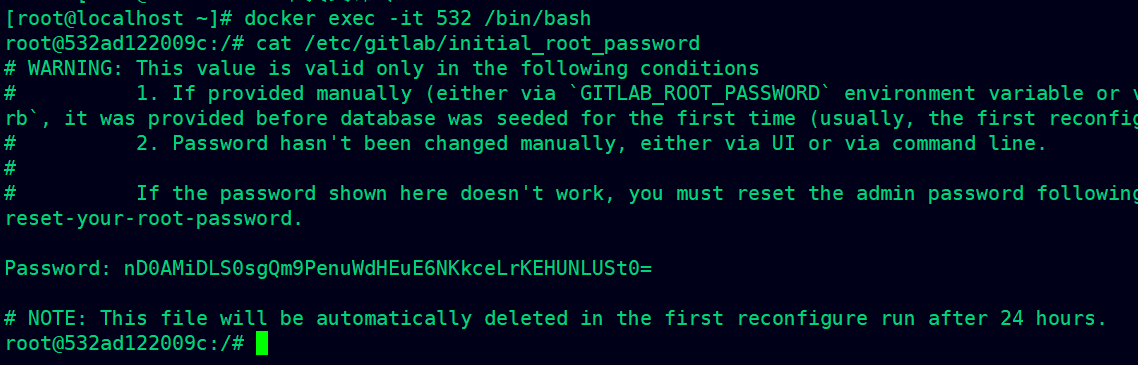 [root@localhost ~]# docker exec -it 532 /bin/bash
root@532ad122009c:/# cat /etc/gitlab/initial_root_password
# WARNING: This value is valid only in the following conditions
#          1. If provided manually (either via `GITLAB_ROOT_PASSWORD` environment variable or v
rb`, it was provided before database was seeded for the first time (usually, the first reconfig
#          2. Password hasn't been changed manually, either via UI or via command line.
#
#          If the password shown here doesn't work, you must reset the admin password following
reset-your-root-password.

Password: nD0AMiDLS0sgQm9PenuWdHEuE6NKkceLrKEHUNLUSt0=

# NOTE: This file will be automatically deleted in the first reconfigure run after 24 hours.
root@532ad122009c:/#